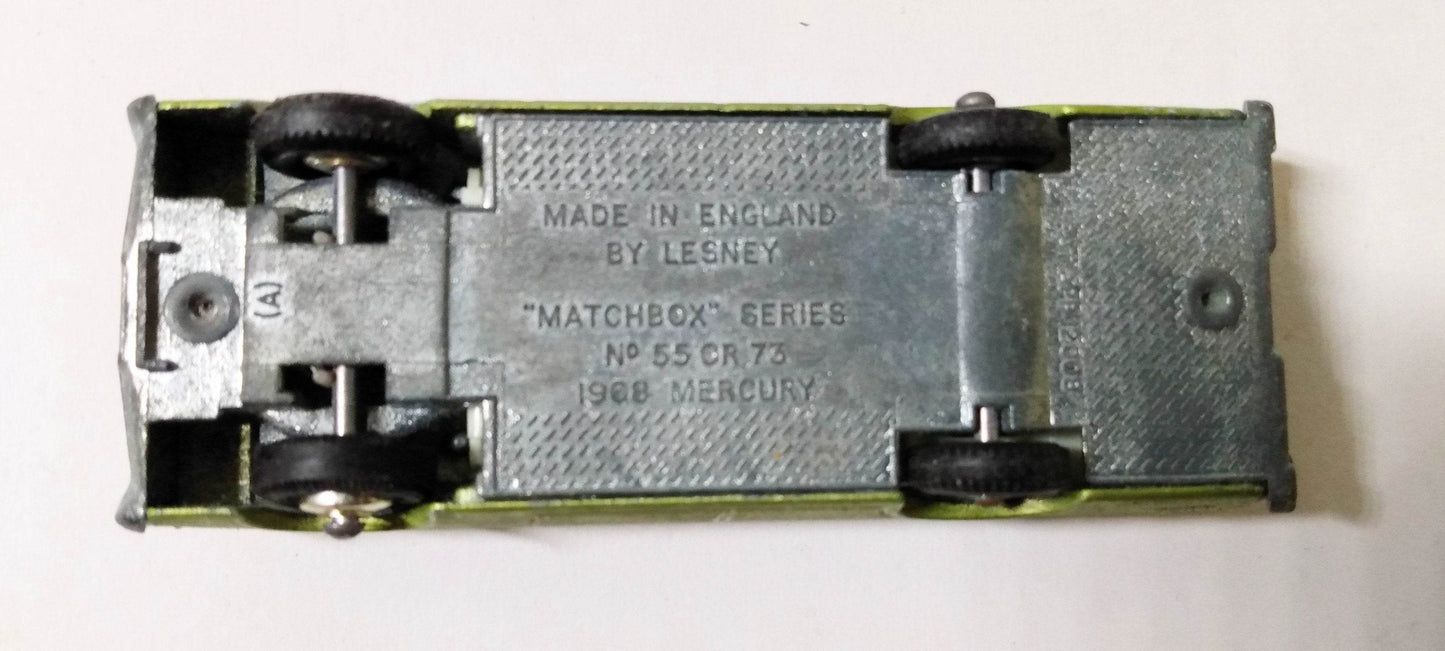 MADE IN ENGLAND
BY LESNEY
"MATCHBOX" SERIES
Nº 55 OR 73
1968 MERCURY
(A)